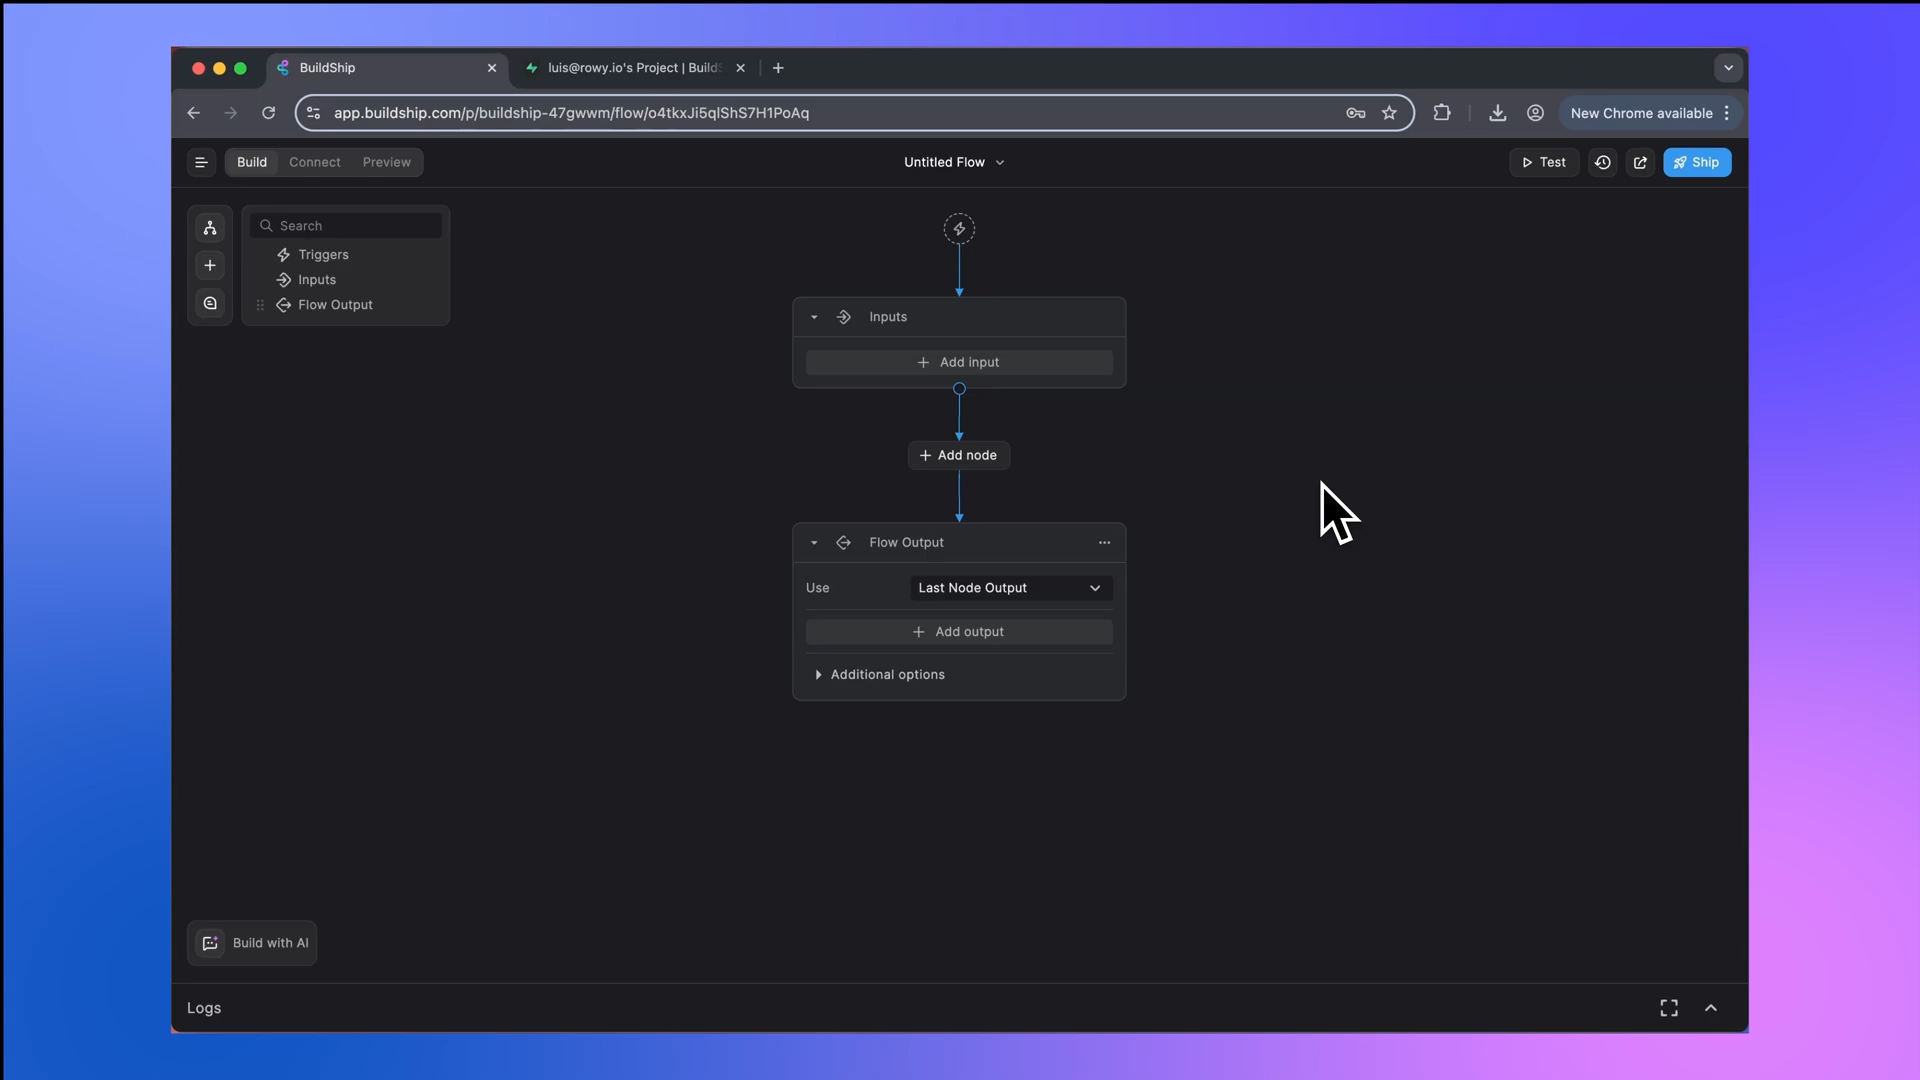 BuildShip
luis@rowy.io's Project | Build
app.buildship.com/p/buildship-47gwwm/flow/o4tkxJi5qlShS7H1PoAq
New Chrome available
Build
Connect
Preview
Untitled Flow
Test
Ship
Search
Triggers
Inputs
Flow Output
Inputs
Add input
Add node
Flow Output
Use
Last Node Output
Add output
Additional options
Build with AI
Logs